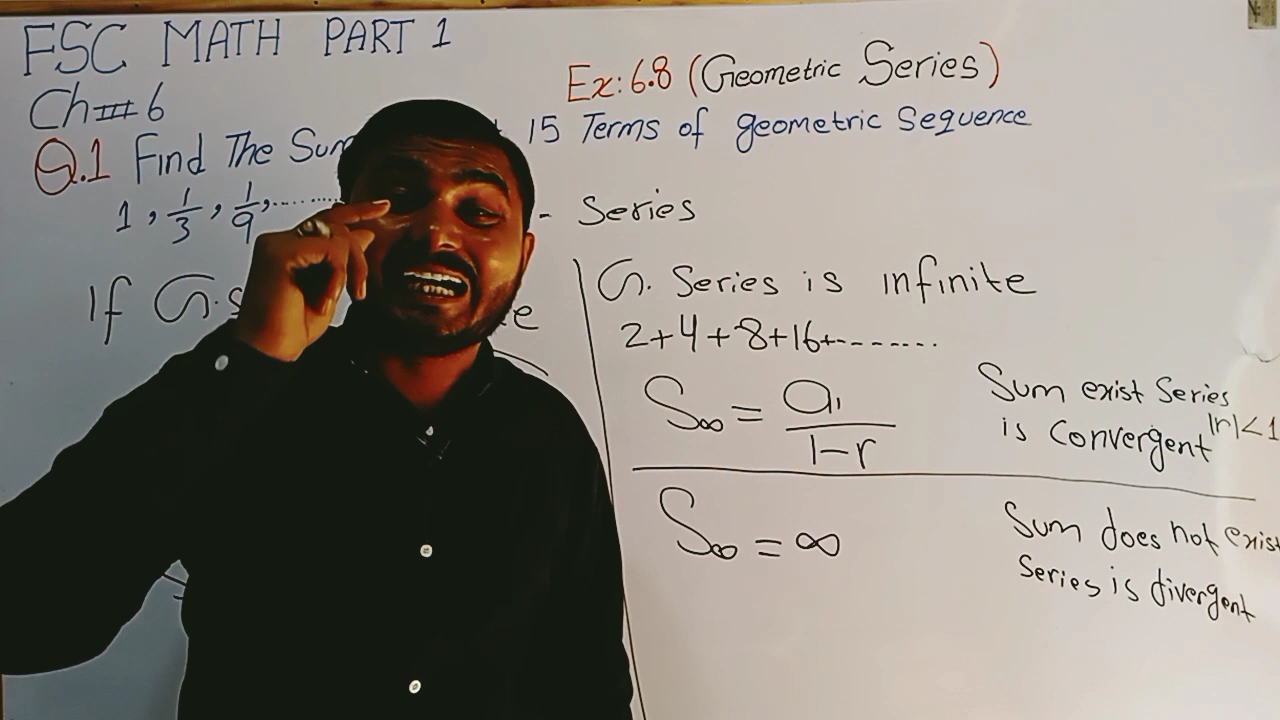 FSC MATH PART 1
Ch # 6
Ex: 6.8 (Geometric Series)
Q.1 Find The Sum 15 Terms of geometric Sequence
1, 1/3, 1/9, ........ - Series
If G.s
G. Series is infinite
2+4+8+16+-------
S∞ = a₁/1-r
Sum exist Series
is convergent |r|<1
S∞ = ∞
Sum does not exist
Series is divergent